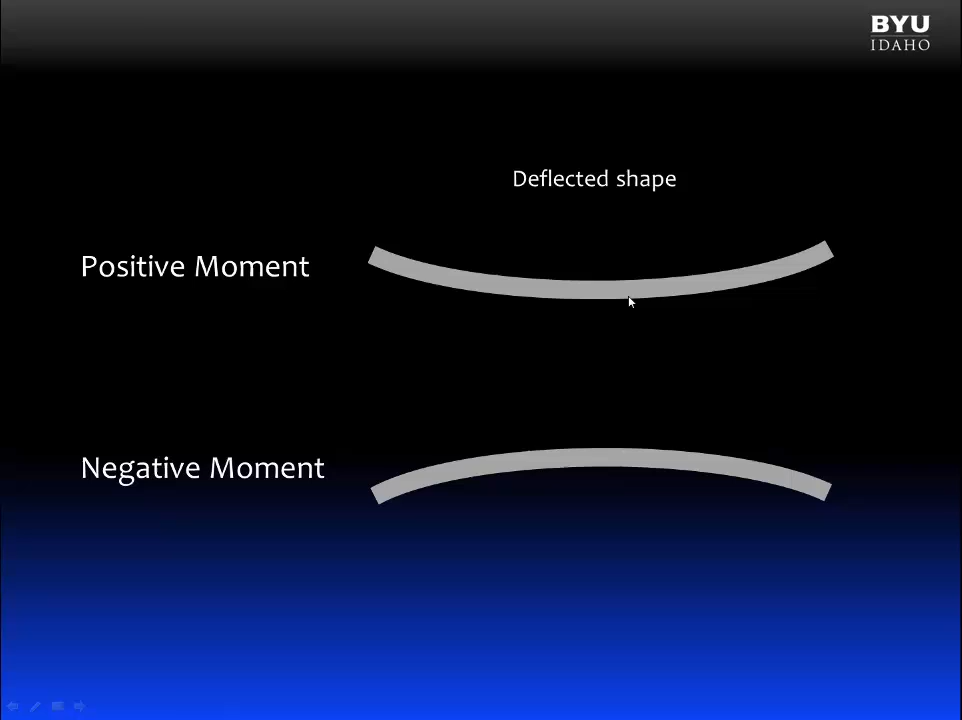 BYU
IDAHO
Deflected shape
Positive Moment
Negative Moment